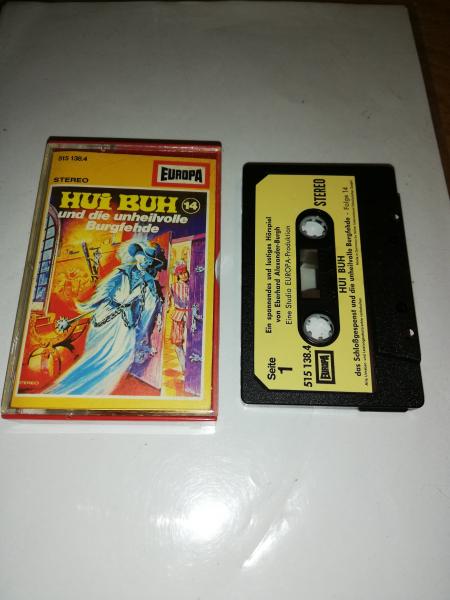 515 138.4
STEREO
EUROPA
HUI BUH 14
und die unheilvolle
Burgfehde
STEREO
Ein spannendes und lustiges Hörspiel
von Eberhard Alexander-Burgh
Eine Studio EUROPA-Produktion
STEREO
Seite
1
515 138.4
EUROPA
HUI BUH
das Schloßgespenst und die unheilvolle Burgfehde - Folge 14